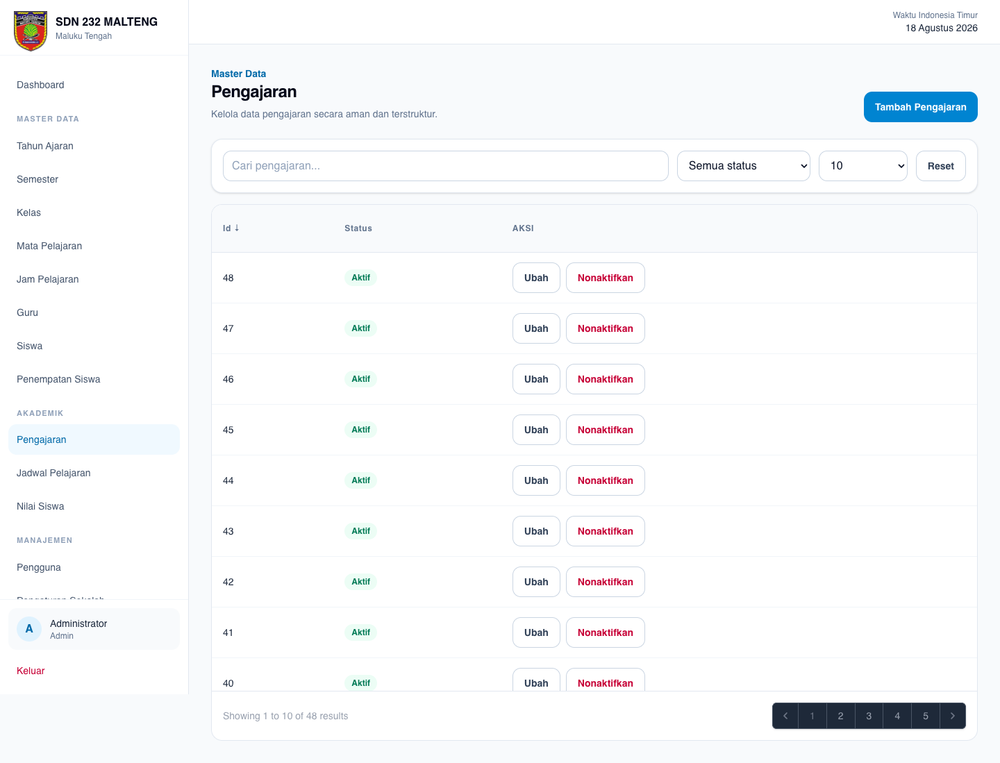 SDN 232 MALTENG
Maluku Tengah
Dashboard
MASTER DATA
Tahun Ajaran
Semester
Kelas
Mata Pelajaran
Jam Pelajaran
Guru
Siswa
Penempatan Siswa
AKADEMIK
Pengajaran
Jadwal Pelajaran
Nilai Siswa
MANAJEMEN
Pengguna
Pengaturan Sekolah
A
Administrator
Admin
Keluar
Waktu Indonesia Timur
18 Agustus 2026
Master Data
Pengajaran
Kelola data pengajaran secara aman dan terstruktur.
Tambah Pengajaran
Cari pengajaran... Semua status 10 Reset
Id ↓ Status AKSI
48 Aktif Ubah Nonaktifkan
47 Aktif Ubah Nonaktifkan
46 Aktif Ubah Nonaktifkan
45 Aktif Ubah Nonaktifkan
44 Aktif Ubah Nonaktifkan
43 Aktif Ubah Nonaktifkan
42 Aktif Ubah Nonaktifkan
41 Aktif Ubah Nonaktifkan
40 Aktif Ubah Nonaktifkan
Showing 1 to 10 of 48 results
1 2 3 4 5